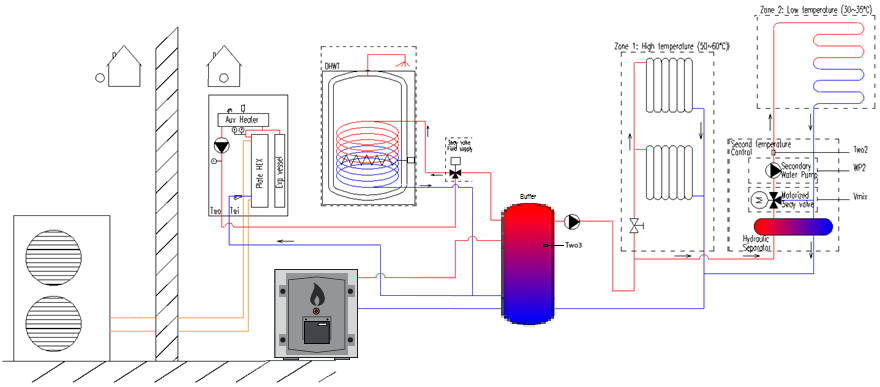 Zone 2: Low temperature (30~35°C)
Zone 1: High temperature (50~60°C)
DHWT
3way valve
Fluid supply
Aux Heater
Plate HEX
Exp vessel
Two
Twi
Second temperature
Control
Two2
Secondary
Water Pump
WP2
Motorized
3way valve
Vmix
M
Hydraulic
Separator
Buffer
Two3